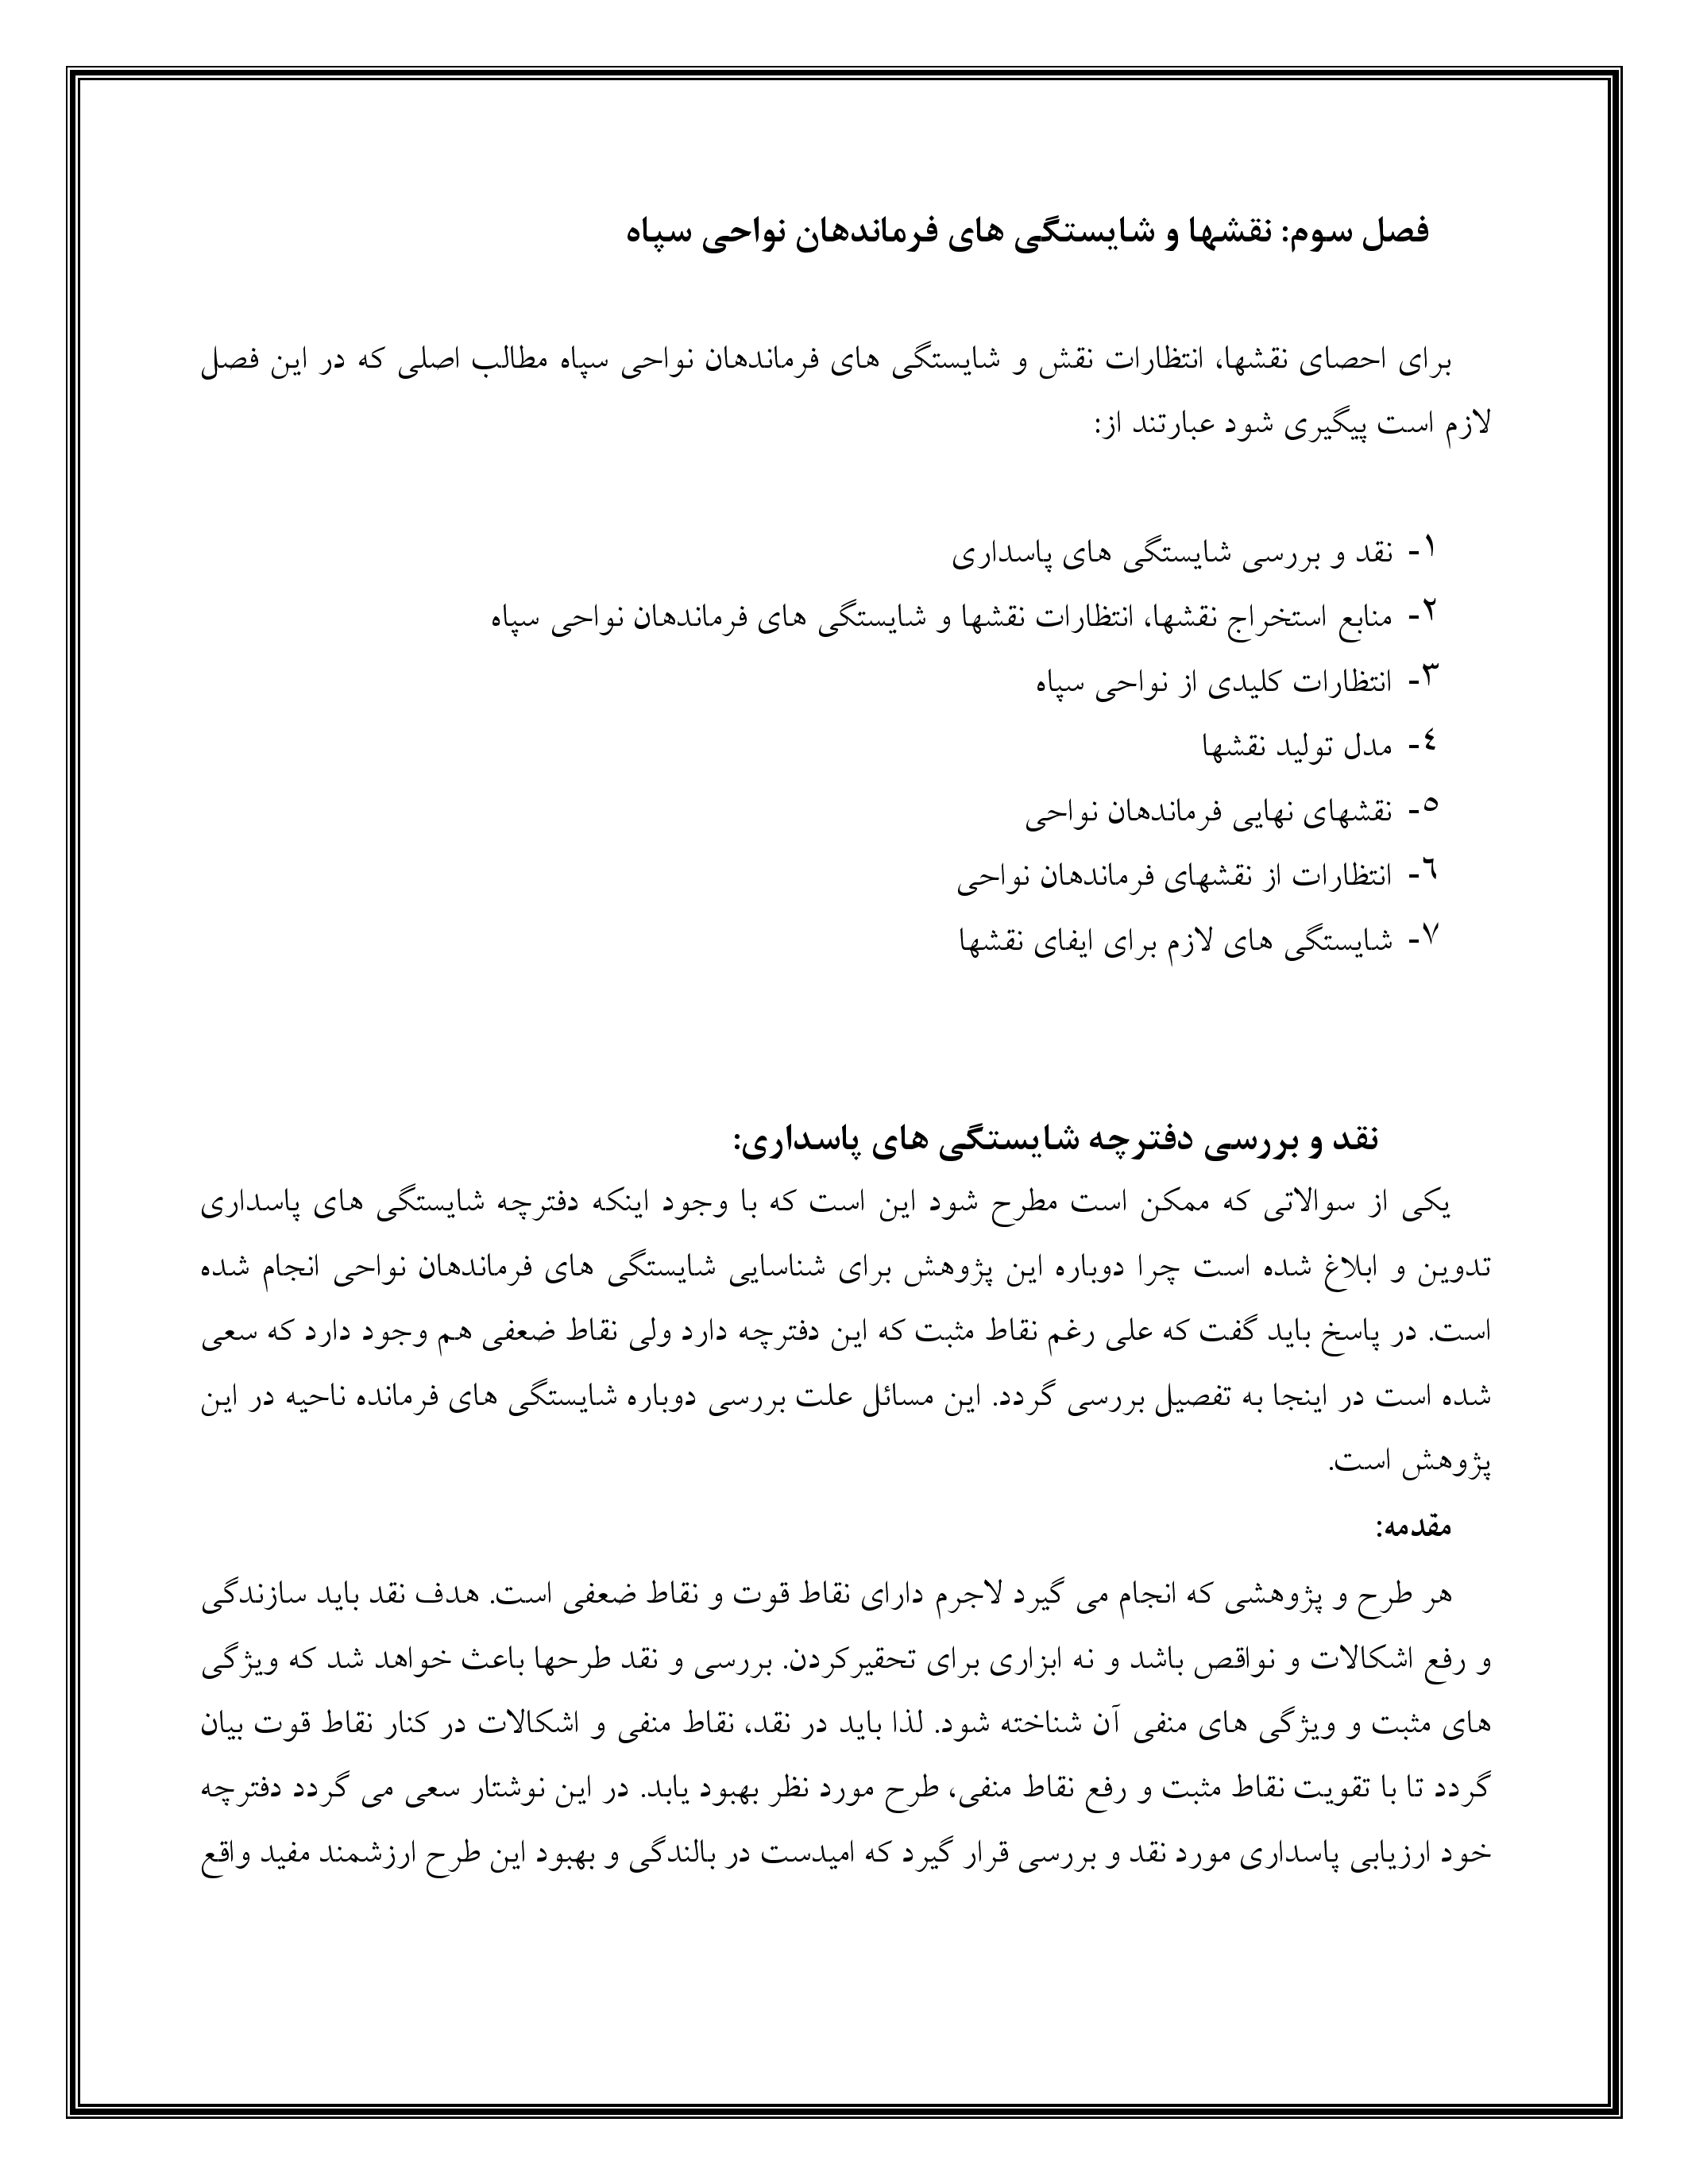 فصل سوم: نقشها و شایستگی های فرماندهان نواحی سپاه
برای احصای نقشها، انتظارات نقش و شایستگی های فرماندهان نواحی سپاه مطالب اصلی که در این فصل
لازم است پیگیری شود عبارتند از:
١- نقد و بررسی شایستگی های پاسداری
٢- منابع استخراج نقشها، انتظارات نقشها و شایستگی های فرماندهان نواحی سپاه
٣- انتظارات کلیدی از نواحی سپاه
٤- مدل تولید نقشها
٥- نقشهای نهایی فرماندهان نواحی
٦- انتظارات از نقشهای فرماندهان نواحی
٧- شایستگی های لازم برای ایفای نقشها
نقد و بررسی دفترچه شایستگی های پاسداری:
یکی از سوالاتی که ممکن است مطرح شود این است که با وجود اینکه دفترچه شایستگی های پاسداری
تدوین و ابلاغ شده است چرا دوباره این پژوهش برای شناسایی شایستگی های فرماندهان نواحی انجام شده
است. در پاسخ باید گفت که علی رغم نقاط مثبت که این دفترچه دارد ولی نقاط ضعفی هم وجود دارد که سعی
شده است در اینجا به تفصیل بررسی گردد. این مسائل علت بررسی دوباره شایستگی های فرمانده ناحیه در این
پژوهش است.
مقدمه:
هر طرح و پژوهشی که انجام می گیرد لاجرم دارای نقاط قوت و نقاط ضعفی است. هدف نقد باید سازندگی
و رفع اشکالات و نواقص باشد و نه ابزاری برای تحقیرکردن. بررسی و نقد طرحها باعث خواهد شد که ویژگی
های مثبت و ویژگی های منفی آن شناخته شود. لذا باید در نقد، نقاط منفی و اشکالات در کنار نقاط قوت بیان
گردد تا با تقویت نقاط مثبت و رفع نقاط منفی، طرح مورد نظر بهبود یابد. در این نوشتار سعی می گردد دفترچه
خود ارزیابی پاسداری مورد نقد و بررسی قرار گیرد که امیدست در بالندگی و بهبود این طرح ارزشمند مفید واقع